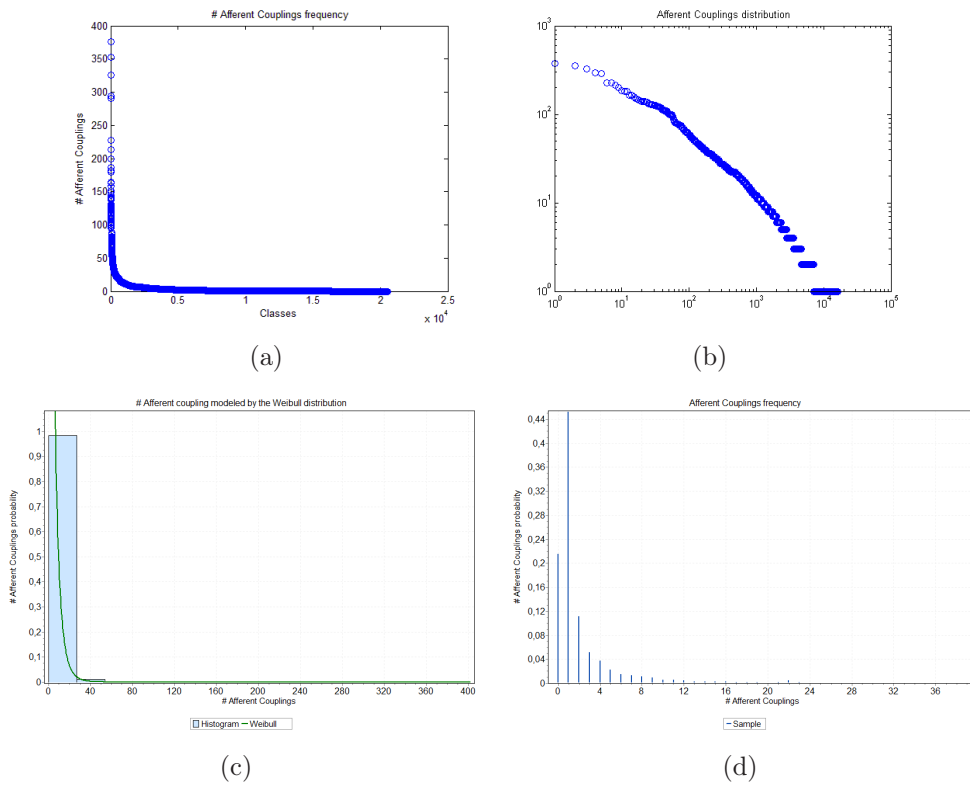 # Afferent Couplings frequency
400
350
300
250
200
150
100
50
0
# Afferent Couplings
0 0.5 1 1.5 2 2.5
Classes
x 10^4
(a)
Afferent Couplings distribution
10^3
10^2
10^1
10^0
10^0 10^1 10^2 10^3 10^4 10^5
(b)
# Afferent coupling modeled by the Weibull distribution
1
0,9
0,8
0,7
0,6
0,5
0,4
0,3
0,2
0,1
0
# Afferent Couplings probability
0 40 80 120 160 200 240 280 320 360 400
# Afferent Couplings
Histogram Weibull
(c)
Afferent Couplings frequency
0,44
0,4
0,36
0,32
0,28
0,24
0,2
0,16
0,12
0,08
0,04
0
# Afferent Couplings probability
0 4 8 12 16 20 24 28 32 36
# Afferent Couplings
Sample
(d)